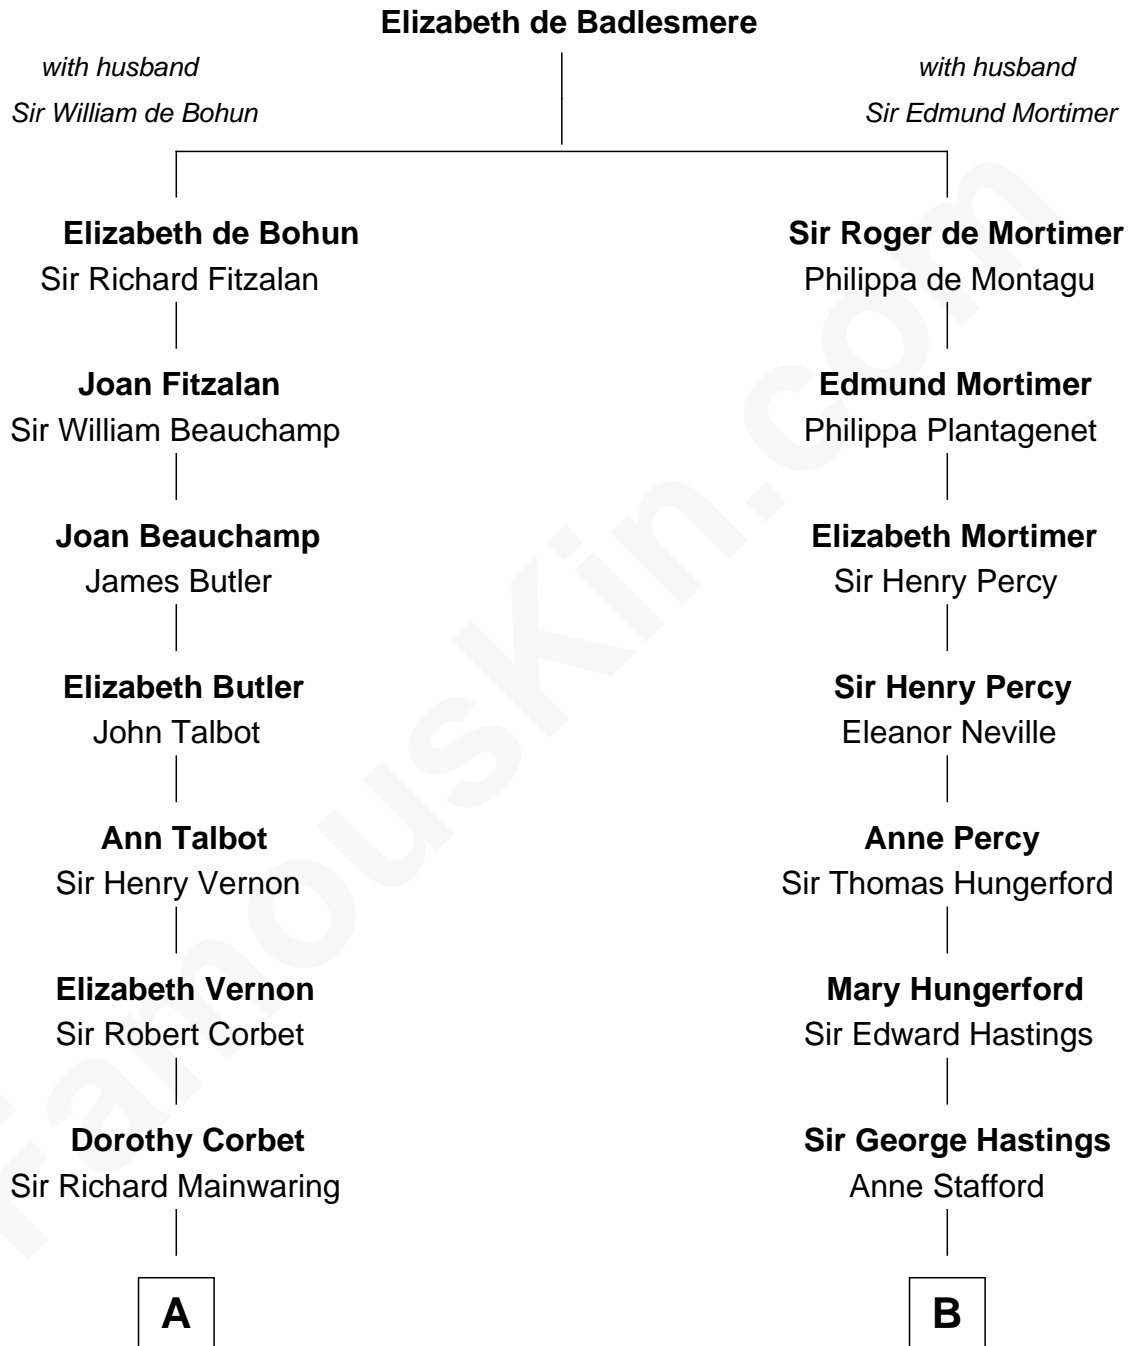 Elizabeth de Badlesmere
with husband
Sir William de Bohun
with husband
Sir Edmund Mortimer
Elizabeth de Bohun
Sir Richard Fitzalan
Joan Fitzalan
Sir William Beauchamp
Joan Beauchamp
James Butler
Elizabeth Butler
John Talbot
Ann Talbot
Sir Henry Vernon
Elizabeth Vernon
Sir Robert Corbet
Dorothy Corbet
Sir Richard Mainwaring
A
Sir Roger de Mortimer
Philippa de Montagu
Edmund Mortimer
Philippa Plantagenet
Elizabeth Mortimer
Sir Henry Percy
Sir Henry Percy
Eleanor Neville
Anne Percy
Sir Thomas Hungerford
Mary Hungerford
Sir Edward Hastings
Sir George Hastings
Anne Stafford
B
FamousKin.com